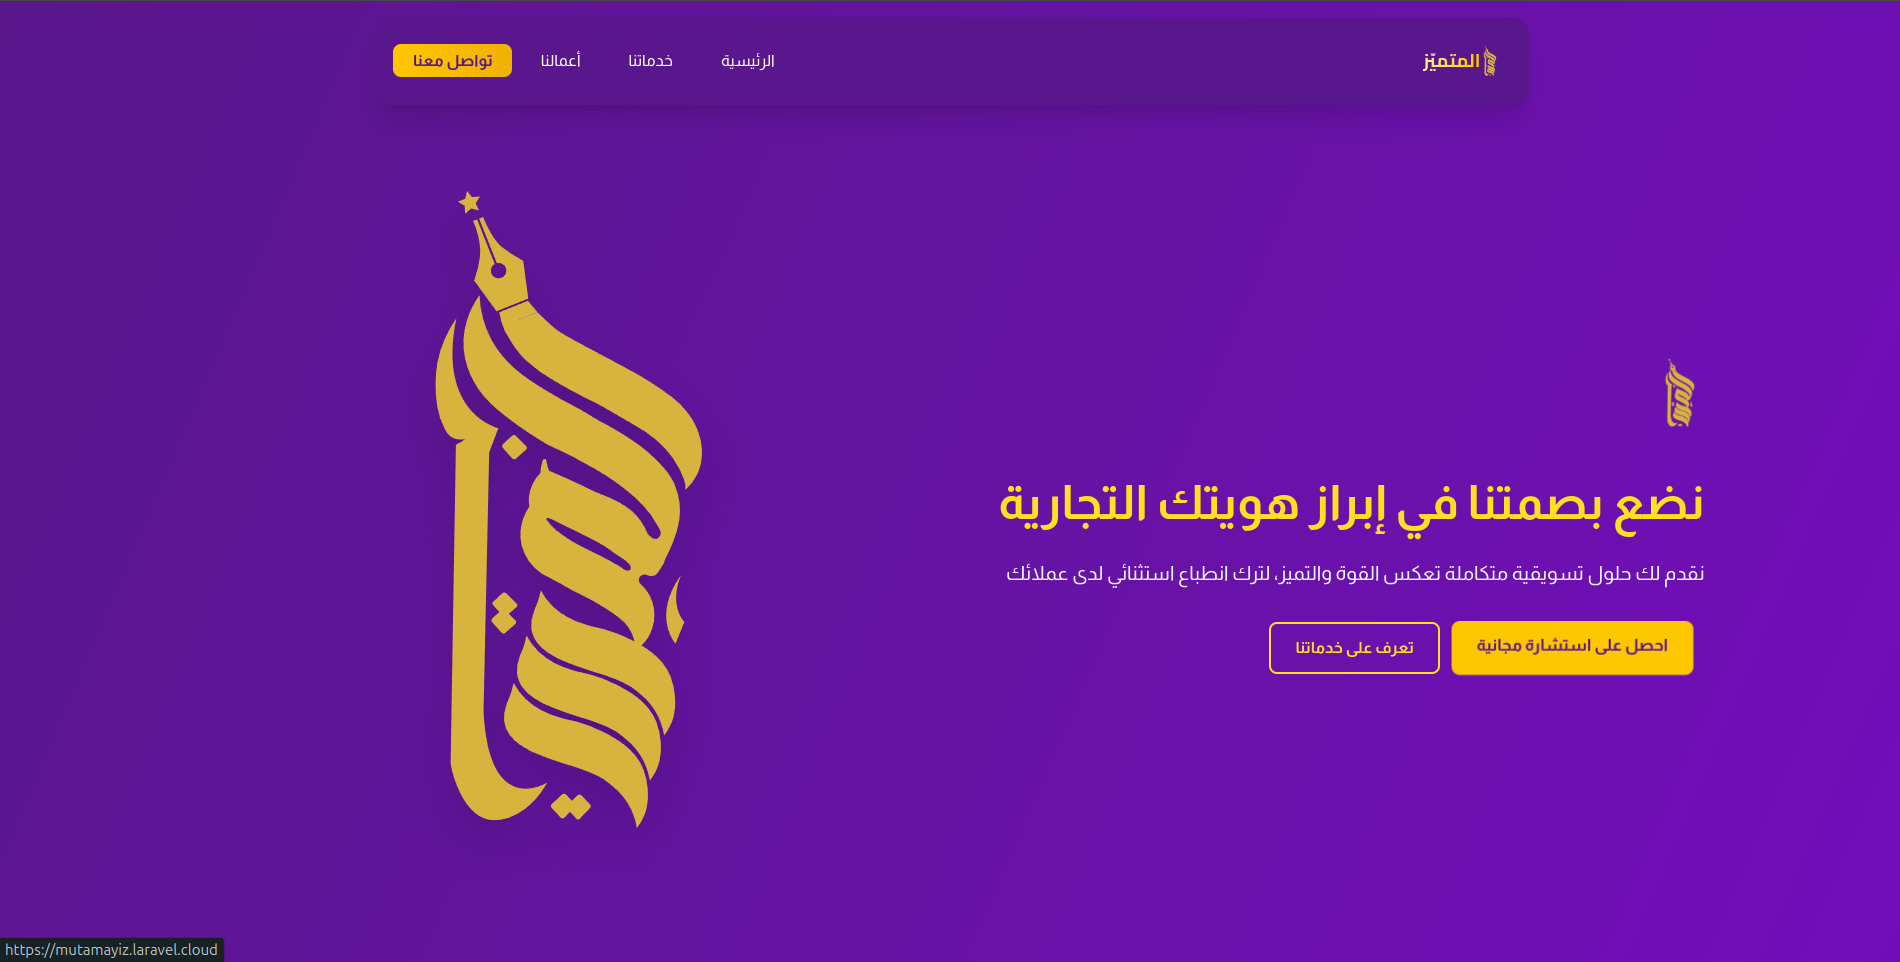 المتميّز
الرئيسية
خدماتنا
أعمالنا
تواصل معنا
نضع بصمتنا في إبراز هويتك التجارية
نقدم لك حلول تسويقية متكاملة تعكس القوة والتميز، لترك انطباع استثنائي لدى عملائك
احصل على استشارة مجانية
تعرف على خدماتنا
https://mutamayiz.laravel.cloud